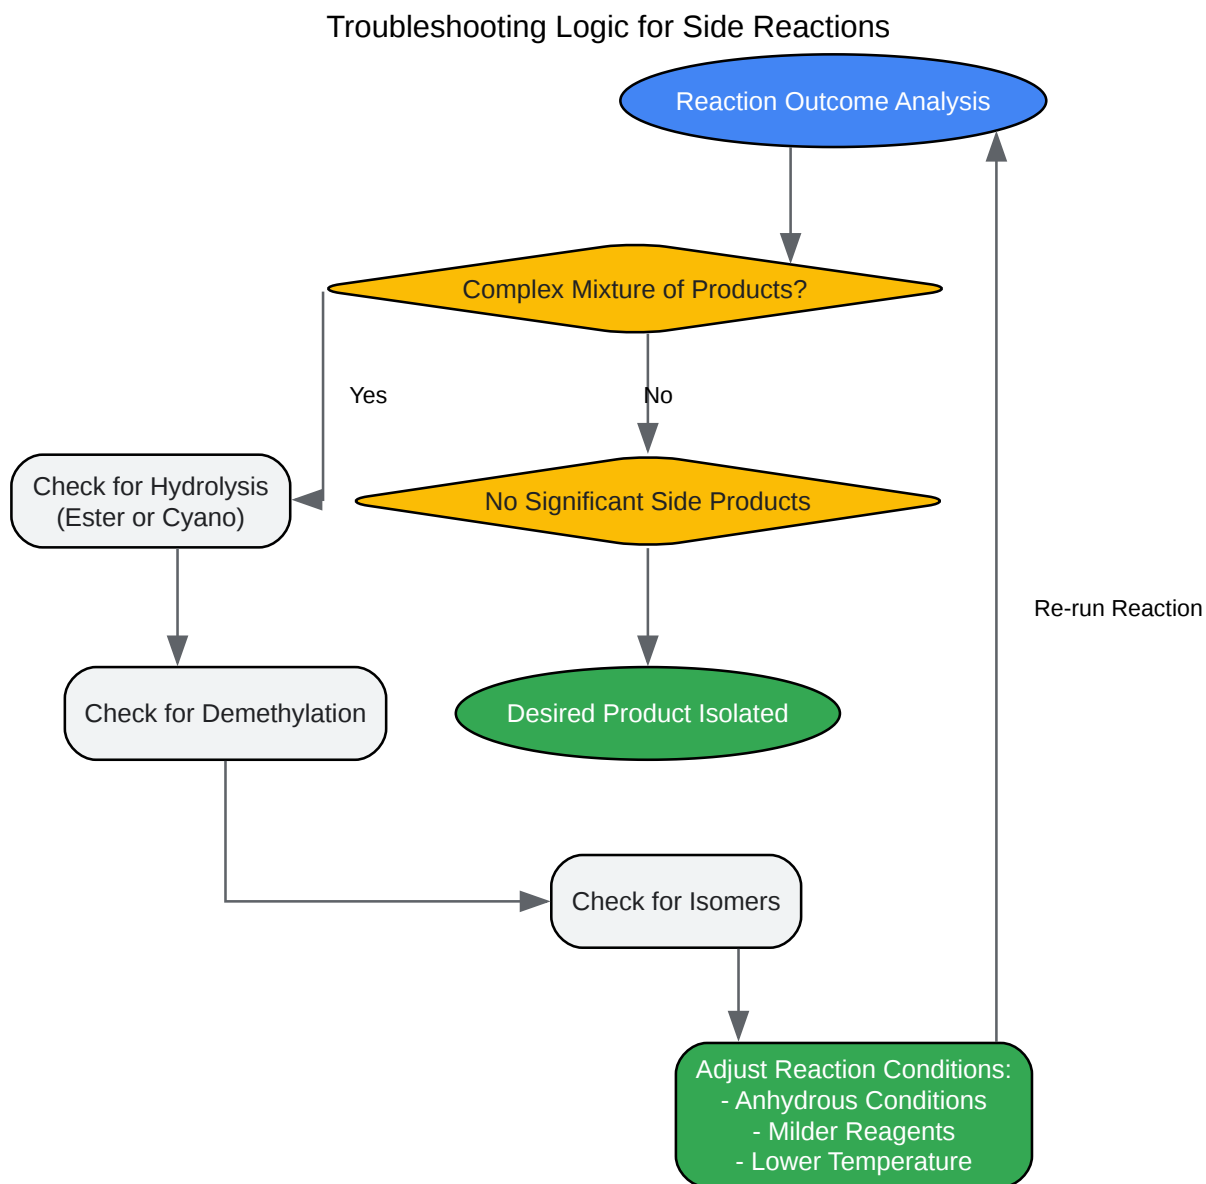 Troubleshooting Logic for Side Reactions
Reaction Outcome Analysis
Complex Mixture of Products?
Yes
No
Check for Hydrolysis
(Ester or Cyano)
No Significant Side Products
Re-run Reaction
Check for Demethylation
Desired Product Isolated
Check for Isomers
Adjust Reaction Conditions:
- Anhydrous Conditions
- Milder Reagents
- Lower Temperature